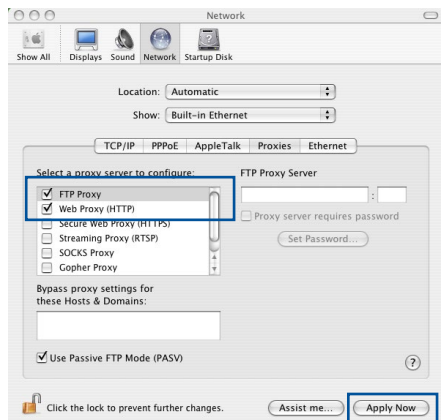 Network
Show All Displays Sound Network Startup Disk
Location: Automatic
Show: Built-in Ethernet
TCP/IP PPPoE AppleTalk Proxies Ethernet
Select a proxy server to configure: FTP Proxy Server
FTP Proxy
:
Web Proxy (HTTP)
Proxy server requires password
Secure Web Proxy (HTTPS)
Streaming Proxy (RTSP) Set Password...
SOCKS Proxy
Gopher Proxy
Bypass proxy settings for
these Hosts & Domains:
Use Passive FTP Mode (PASV) ?
Click the lock to prevent further changes. Assist me... Apply Now